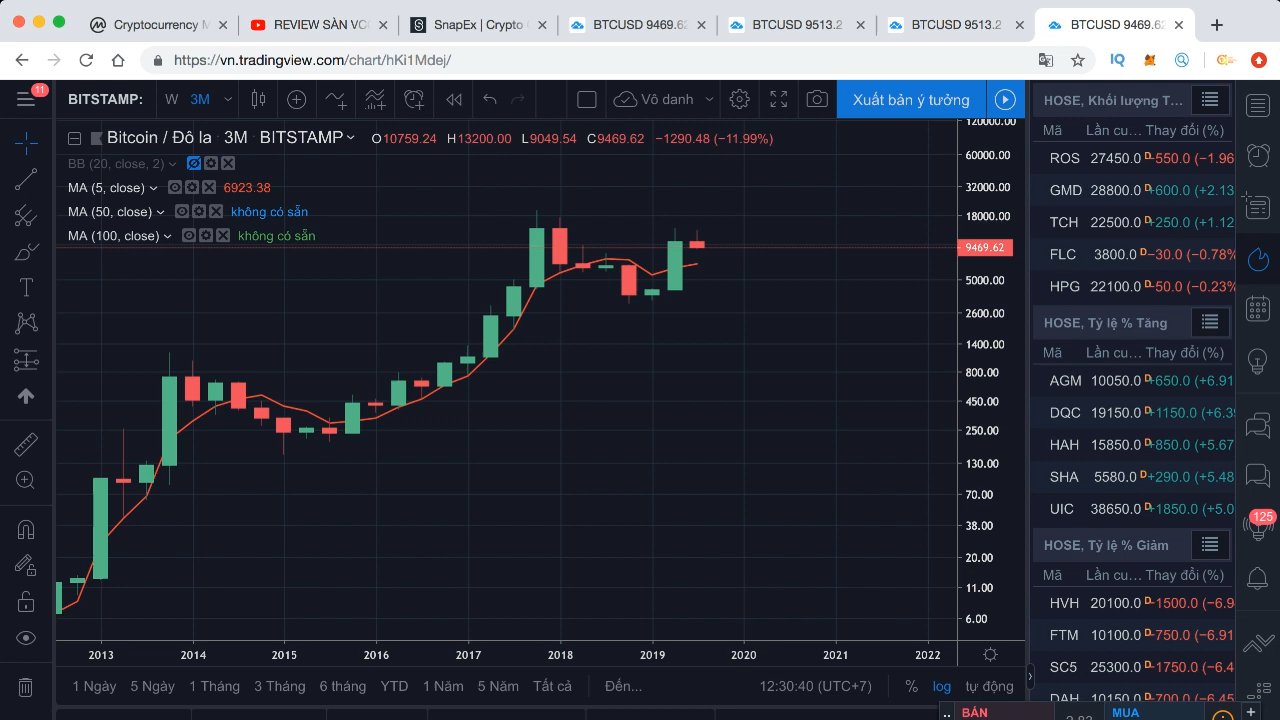 Cryptocurrency M
REVIEW SÀN VC
SnapEx | Crypto
BTCUSD 9469.62
BTCUSD 9513.2
BTCUSD 9513.2
BTCUSD 9469.62
https://vn.tradingview.com/chart/hKi1Mdej/
IQ
11
BITSTAMP:
W
3M
Vô danh
Xuất bản ý tưởng
Bitcoin / Đô la 3M BITSTAMP
O10759.24 H13200.00 L9049.54 C9469.62 −1290.48 (−11.99%)
BB (20, close, 2)
MA (5, close) 6923.38
MA (50, close) không có sẵn
MA (100, close) không có sẵn
120000.00
60000.00
32000.00
18000.00
9469.62
5000.00
2600.00
1400.00
800.00
450.00
250.00
130.00
70.00
38.00
20.00
11.00
6.00
2013 2014 2015 2016 2017 2018 2019 2020 2021 2022
1 Ngày 5 Ngày 1 Tháng 3 Tháng 6 tháng YTD 1 Năm 5 Năm Tất cả Đến...
12:30:40 (UTC+7) % log tự động
HOSE, Khối lượng T...
Mã Lần cu... Thay đổi (%)
ROS 27450.0 D −550.0 (−1.96
GMD 28800.0 D +600.0 (+2.13
TCH 22500.0 D +250.0 (+1.12
FLC 3800.0 D −30.0 (−0.78%
HPG 22100.0 D −50.0 (−0.23%
HOSE, Tỷ lệ % Tăng
Mã Lần cu... Thay đổi (%)
AGM 10050.0 D +650.0 (+6.91
DQC 19150.0 D +1150.0 (+6.39
HAH 15850.0 D +850.0 (+5.67
SHA 5580.0 D +290.0 (+5.48
UIC 38650.0 D +1850.0 (+5.0
HOSE, Tỷ lệ % Giảm
Mã Lần cu... Thay đổi (%)
HVH 20100.0 D −1500.0 (−6.9
FTM 10100.0 D −750.0 (−6.91
SC5 25300.0 D −1750.0 (−6.4
DAH 10150.0 D −700.0 (−6.45
125
BÁN
2.83
MUA